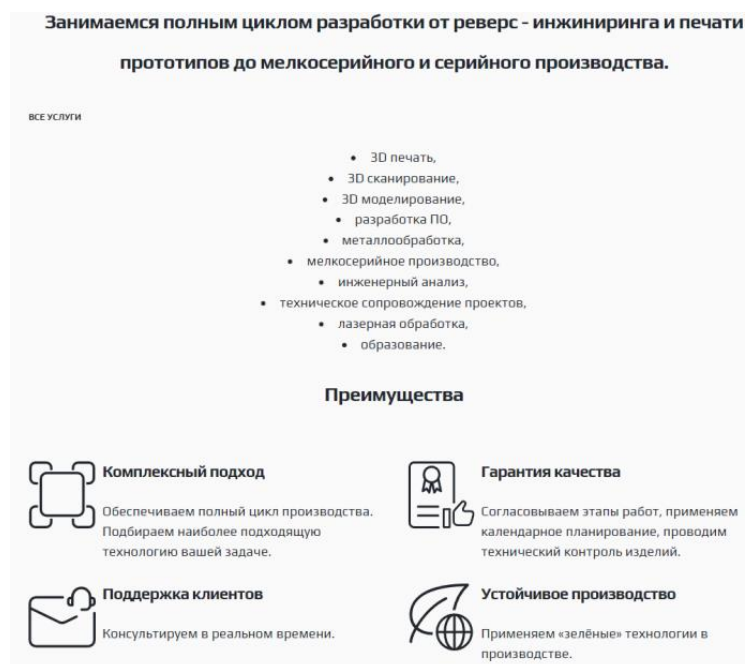 Занимаемся полным циклом разработки от реверс - инжиниринга и печати
прототипов до мелкосерийного и серийного производства.
ВСЕ УСЛУГИ
• 3D печать,
• 3D сканирование,
• 3D моделирование,
• разработка ПО,
• металлообработка,
• мелкосерийное производство,
• инженерный анализ,
• техническое сопровождение проектов,
• лазерная обработка,
• образование.
Преимущества
Комплексный подход
Обеспечиваем полный цикл производства.
Подбираем наиболее подходящую
технологию вашей задаче.
Гарантия качества
Согласовываем этапы работ, применяем
календарное планирование, проводим
технический контроль изделий.
Поддержка клиентов
Консультируем в реальном времени.
Устойчивое производство
Применяем «зелёные» технологии в
производстве.